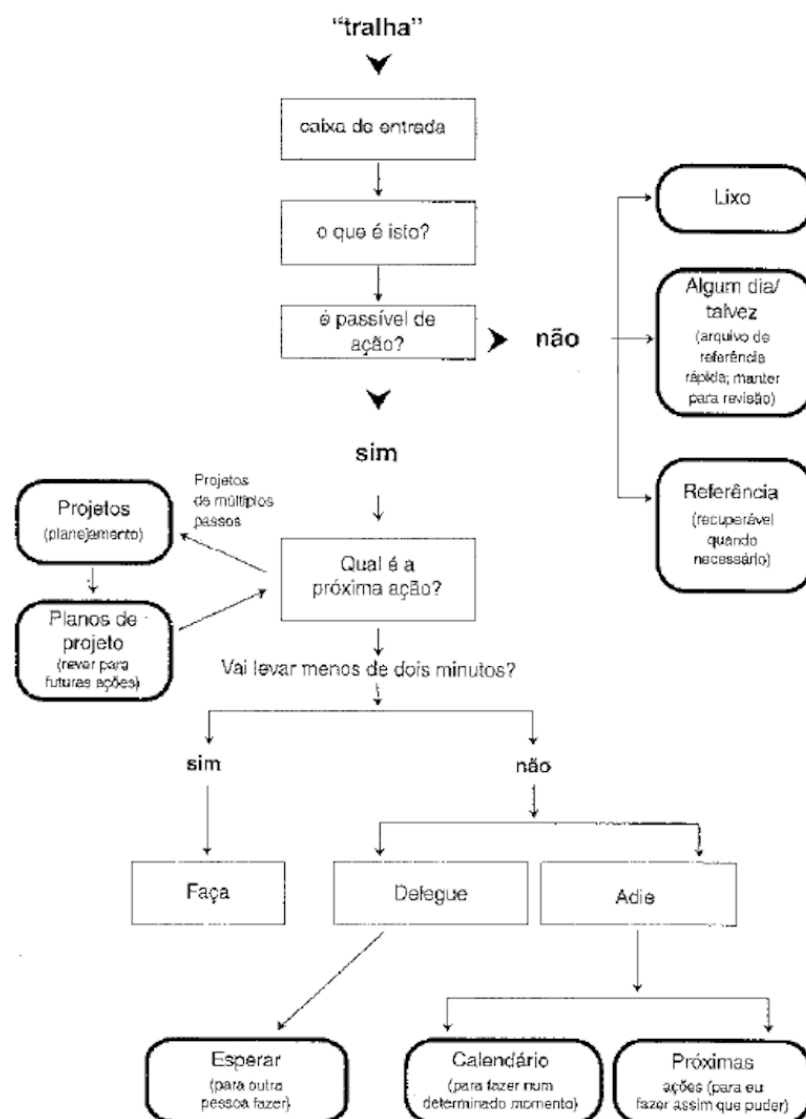 “tralha”
caixa de entrada
o que é isto?
é passível de
ação?
não
Lixo
Algum dia/
talvez
(arquivo de
referência
rápida; manter
para revisão)
Referência
(recuperável
quando
necessário)
sim
Projetos
de múltiplos
passos
Projetos
(planejamento)
Qual é a
próxima ação?
Planos de
projeto
(rever para
futuras ações)
Vai levar menos de dois minutos?
sim
não
Faça
Delegue
Adie
Esperar
(para outra
pessoa fazer)
Calendário
(para fazer num
determinado momento)
Próximas
ações (para eu
fazer assim que puder)